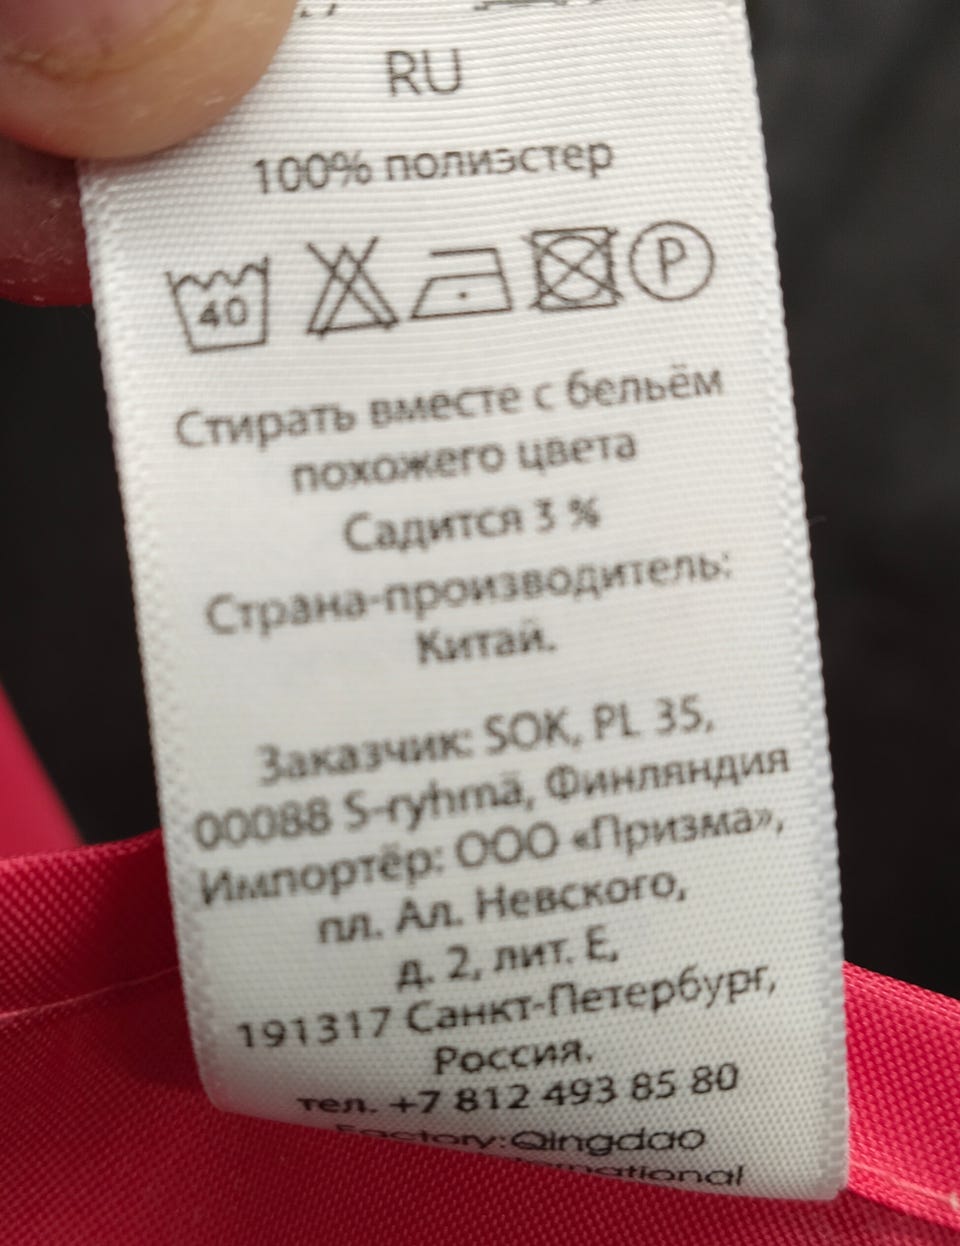 RU
100% полиэстер
40
P
Стирать вместе с бельём
похожего цвета
Садится 3 %
Страна-производитель:
Китай.
Заказчик: SOK, PL 35,
00088 S-ryhmä, Финляндия
Импортёр: ООО «Призма»,
пл. Ал. Невского,
д. 2, лит. Е,
191317 Санкт-Петербург,
Россия.
тел. +7 812 493 85 80
Factory: Qingdao